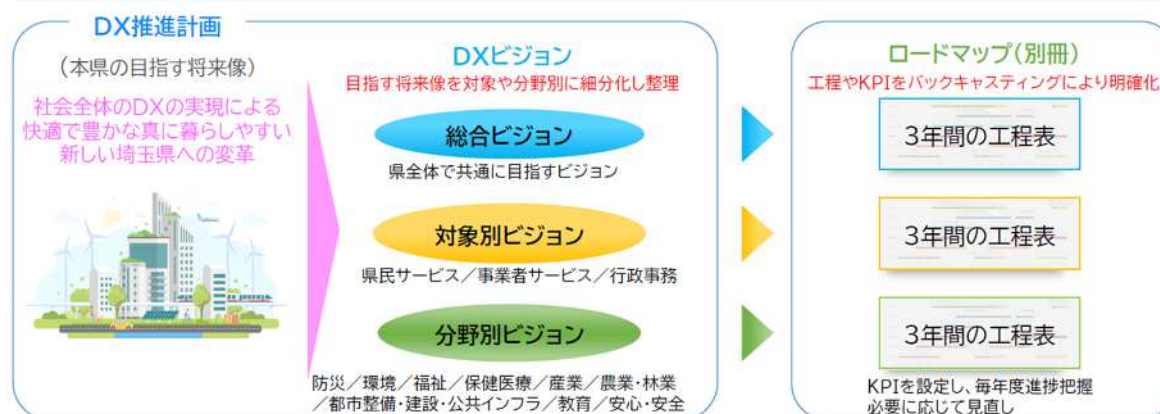 DX推進計画
(本県の目指す将来像)
社会全体のDXの実現による
快適で豊かな真に暮らしやすい
新しい埼玉県への変革
DXビジョン
目指す将来像を対象や分野別に細分化し整理
総合ビジョン
県全体で共通に目指すビジョン
対象別ビジョン
県民サービス/事業者サービス/行政事務
分野別ビジョン
防災/環境/福祉/保健医療/産業/農業・林業
/都市整備・建設・公共インフラ/教育/安心・安全
ロードマップ(別冊)
工程やKPIをバックキャスティングにより明確化
3年間の工程表
3年間の工程表
3年間の工程表
KPIを設定し、毎年度進捗把握
必要に応じて見直し